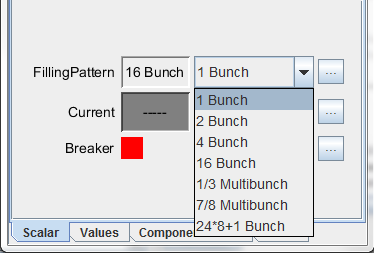 FillingPattern 16 Bunch 1 Bunch ...
1 Bunch
2 Bunch
Current ----- ...
4 Bunch
Breaker 16 Bunch ...
1/3 Multibunch
7/8 Multibunch
24*8+1 Bunch
Scalar Values Compone